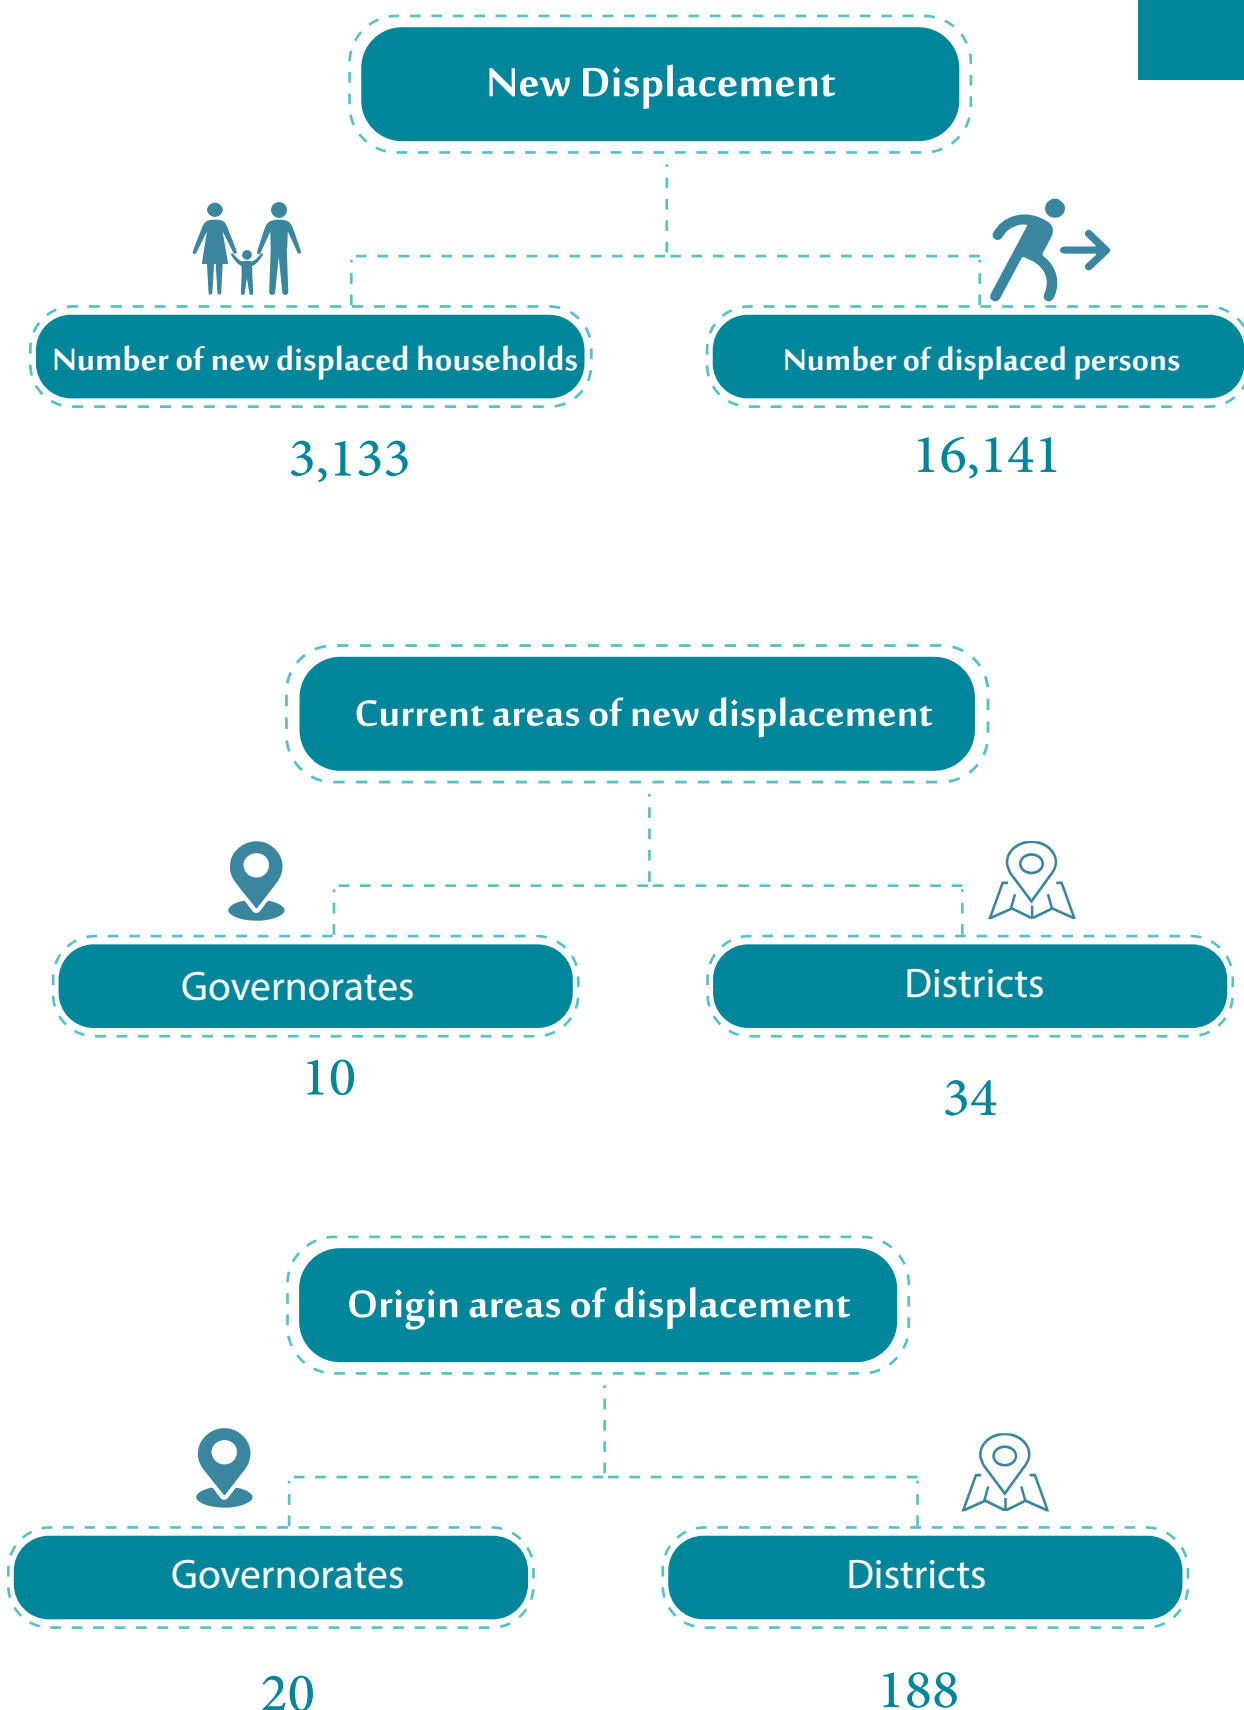 New Displacement
Number of new displaced households
Number of displaced persons
3,133
16,141
Current areas of new displacement
Governorates
Districts
10
34
Origin areas of displacement
Governorates
Districts
20
188